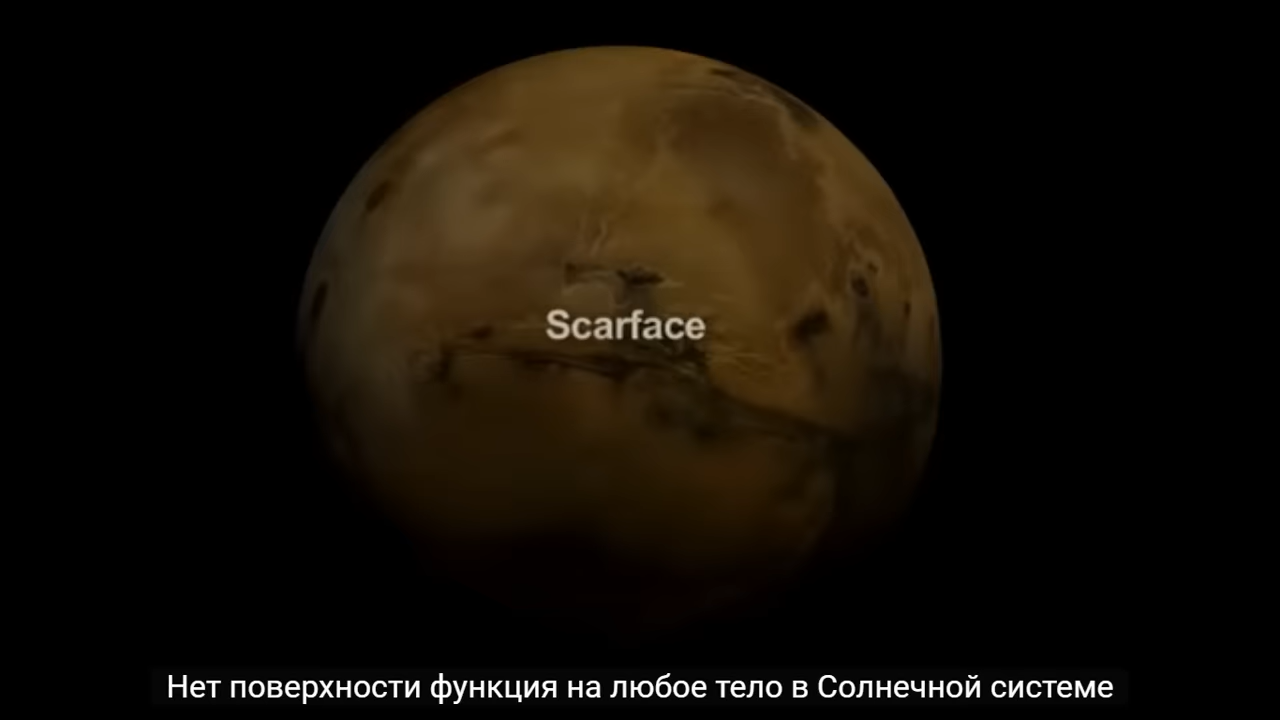 Scarface
Нет поверхности функция на любое тело в Солнечной системе